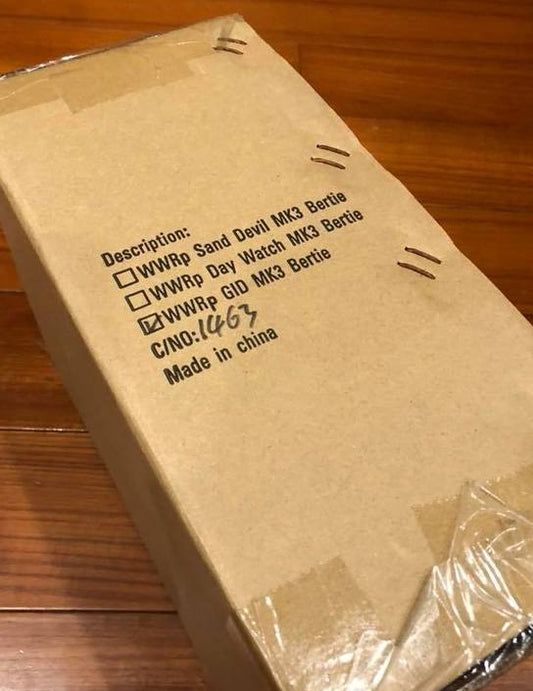 Description:
☐WWRp Sand Devil MK3 Bertie
☐WWRp Day Watch MK3 Bertie
☑WWRp GID MK3 Bertie
C/NO:1463
Made in china